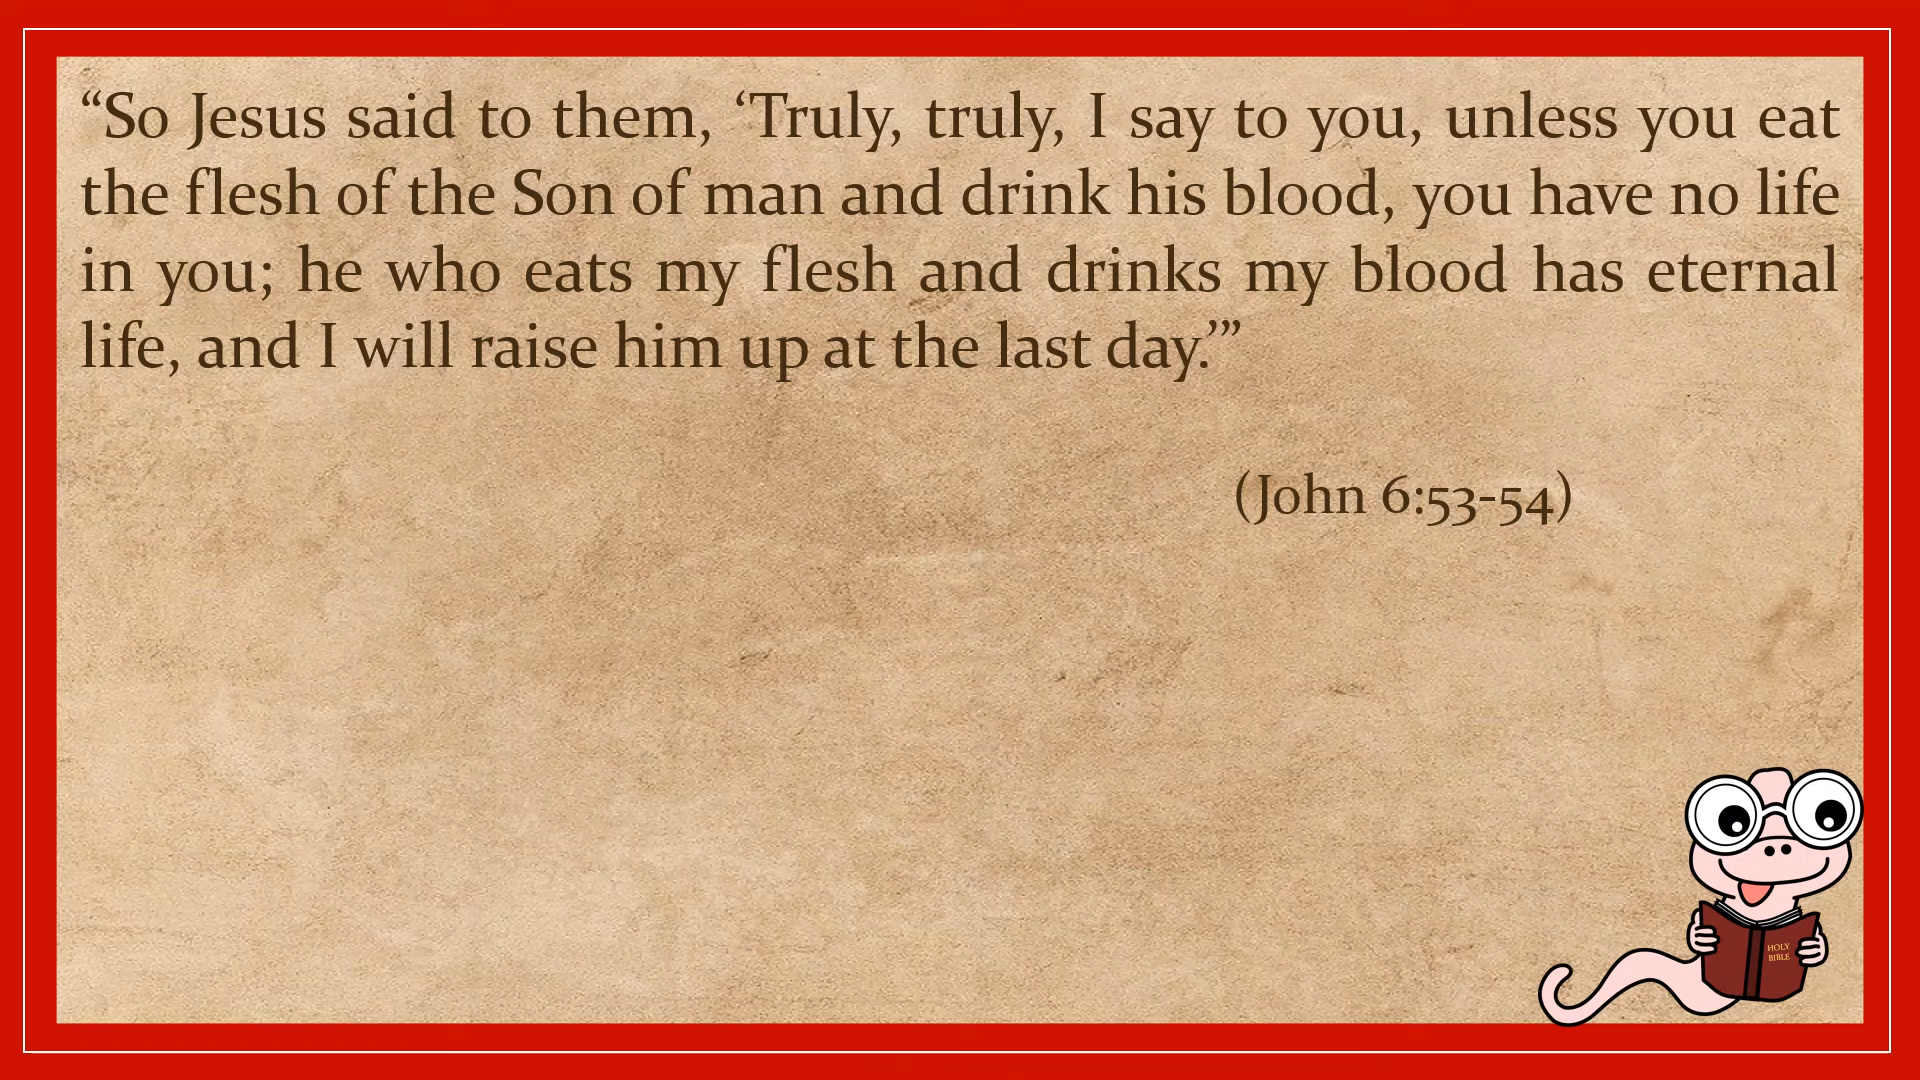 “So Jesus said to them, ‘Truly, truly, I say to you, unless you eat
the flesh of the Son of man and drink his blood, you have no life
in you; he who eats my flesh and drinks my blood has eternal
life, and I will raise him up at the last day.’”
(John 6:53-54)
HOLY
BIBLE